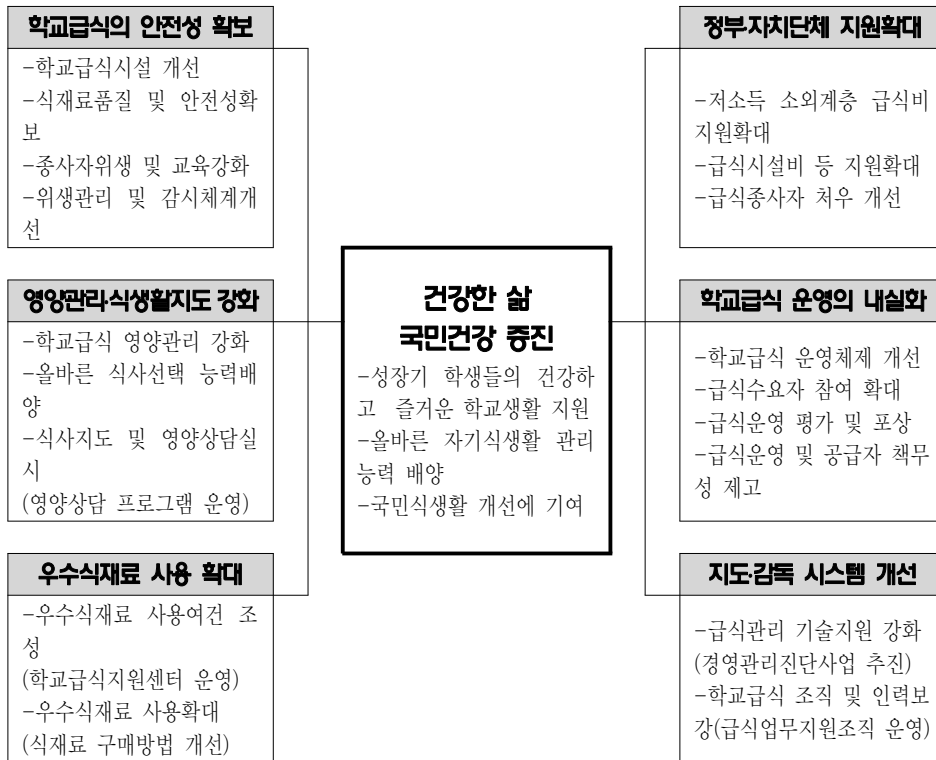 학교급식의 안전성 확보
-학교급식시설 개선
-식재료품질 및 안전성확
보
-종사자위생 및 교육강화
-위생관리 및 감시체계개
선
영양관리·식생활지도 강화
-학교급식 영양관리 강화
-올바른 식사선택 능력배
양
-식사지도 및 영양상담실
시
(영양상담 프로그램 운영)
우수식재료 사용 확대
-우수식재료 사용여건 조
성
(학교급식지원센터 운영)
-우수식재료 사용확대
(식재료 구매방법 개선)
건강한 삶
국민건강 증진
-성장기 학생들의 건강하
고 즐거운 학교생활 지원
-올바른 자기식생활 관리
능력 배양
-국민식생활 개선에 기여
정부·자치단체 지원확대
-저소득 소외계층 급식비
지원확대
-급식시설비 등 지원확대
-급식종사자 처우 개선
학교급식 운영의 내실화
-학교급식 운영체제 개선
-급식수요자 참여 확대
-급식운영 평가 및 포상
-급식운영 및 공급자 책무
성 제고
지도·감독 시스템 개선
-급식관리 기술지원 강화
(경영관리진단사업 추진)
-학교급식 조직 및 인력보
강(급식업무지원조직 운영)